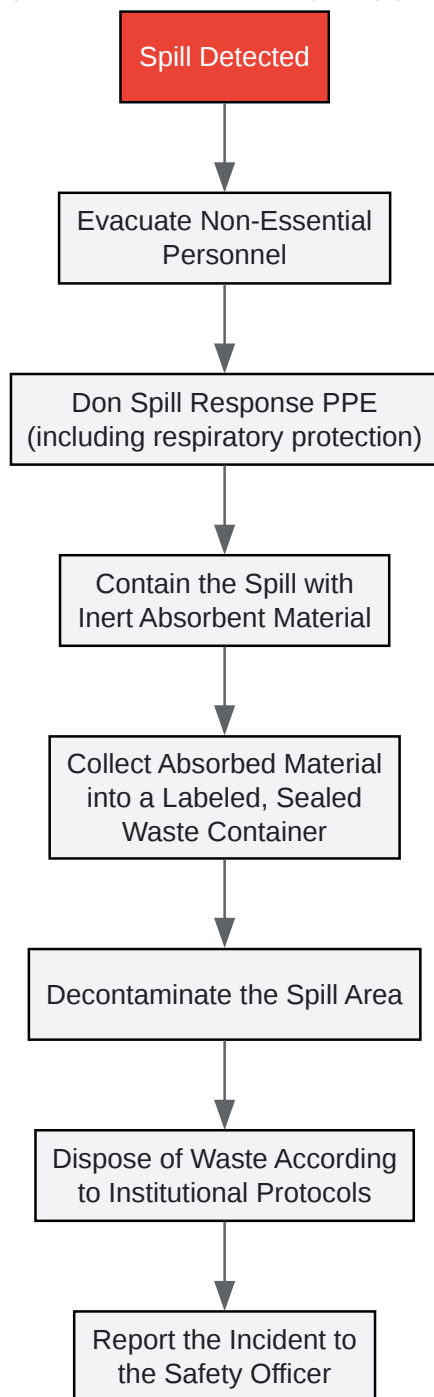 Spill Detected
Evacuate Non-Essential
Personnel
Don Spill Response PPE
(including respiratory protection)
Contain the Spill with
Inert Absorbent Material
Collect Absorbed Material
into a Labeled, Sealed
Waste Container
Decontaminate the Spill Area
Dispose of Waste According
to Institutional Protocols
Report the Incident to
the Safety Officer